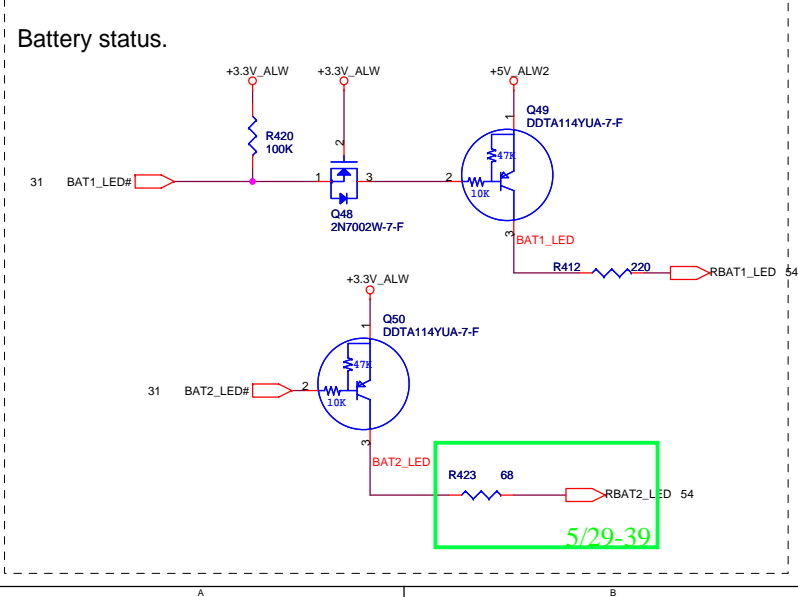 Battery status.
+3.3V_ALW
+3.3V_ALW
+5V_ALW2
R420
100K
2
1
Q49
DDTA114YUA-7-F
47K
31
BAT1_LED#
1
3
2
10K
Q48
2N7002W-7-F
3
BAT1_LED
R412
220
RBAT1_LED
54
+3.3V_ALW
1
Q50
DDTA114YUA-7-F
47K
31
BAT2_LED#
2
10K
3
BAT2_LED
R423
68
RBAT2_LED
54
5/29-39
A
B